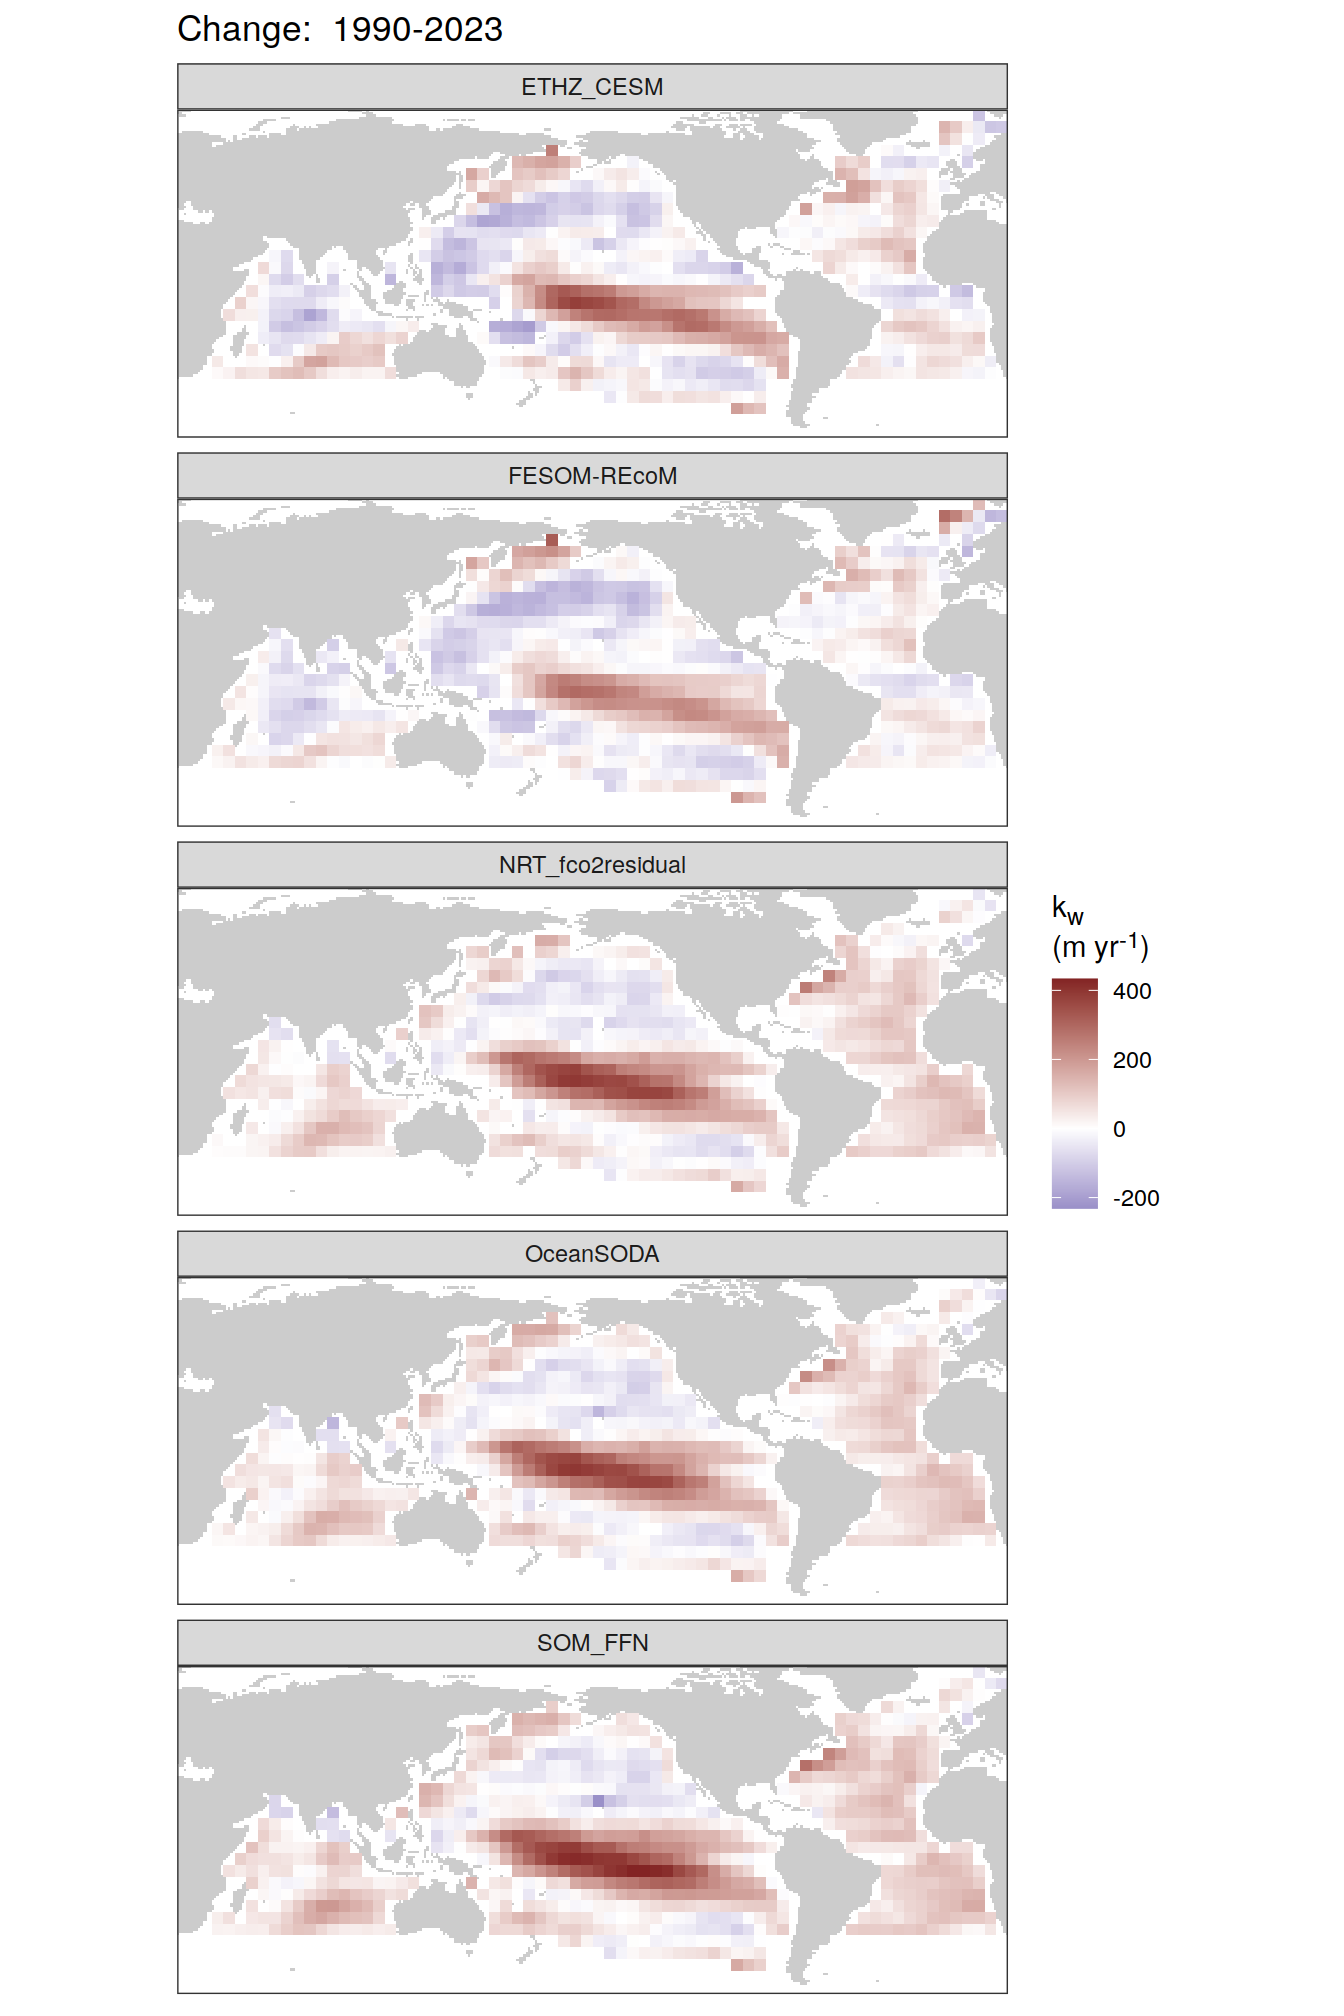 Change: 1990-2023
ETHZ_CESM
FESOM-REcoM
NRT_fco2residual
k_w
(m yr^-1)
400
200
0
-200
OceanSODA
SOM_FFN